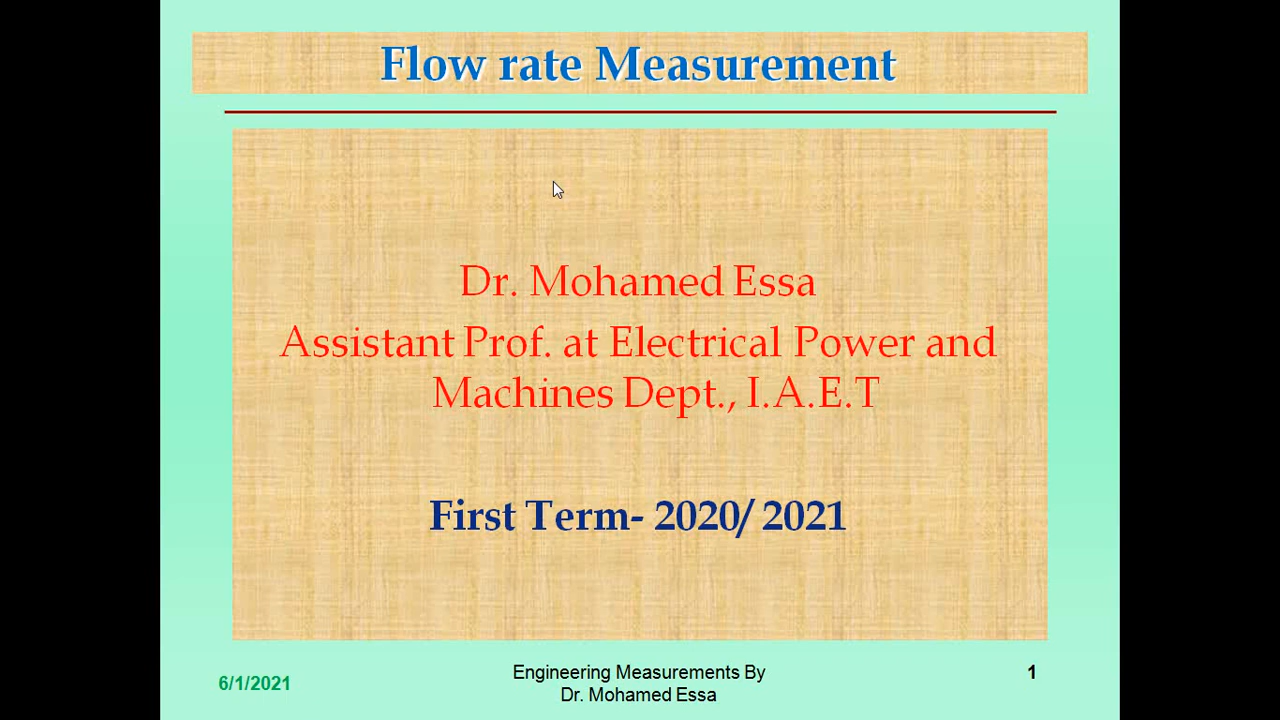 Flow rate Measurement
Dr. Mohamed Essa
Assistant Prof. at Electrical Power and
Machines Dept., I.A.E.T
First Term- 2020/ 2021
6/1/2021
Engineering Measurements By
Dr. Mohamed Essa
1